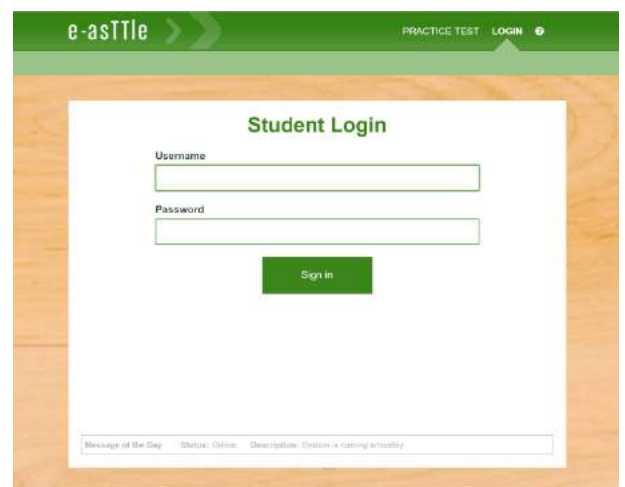 e-asTTle
PRACTICE TEST LOGIN ?
Student Login
Username
Password
Sign in
Message of the Day Status: Online Description: System is running smoothly